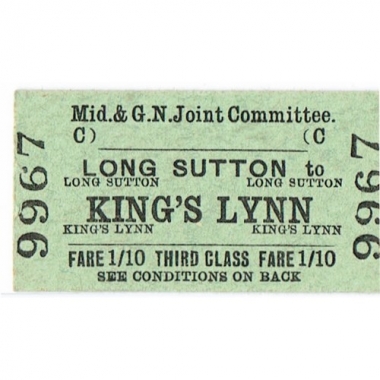 Mid. & G. N. Joint Committee.
C) (C
LONG SUTTON to
LONG SUTTON LONG SUTTON
KING'S LYNN
KING'S LYNN KING'S LYNN
FARE 1/10 THIRD CLASS FARE 1/10
SEE CONDITIONS ON BACK
9967
9967